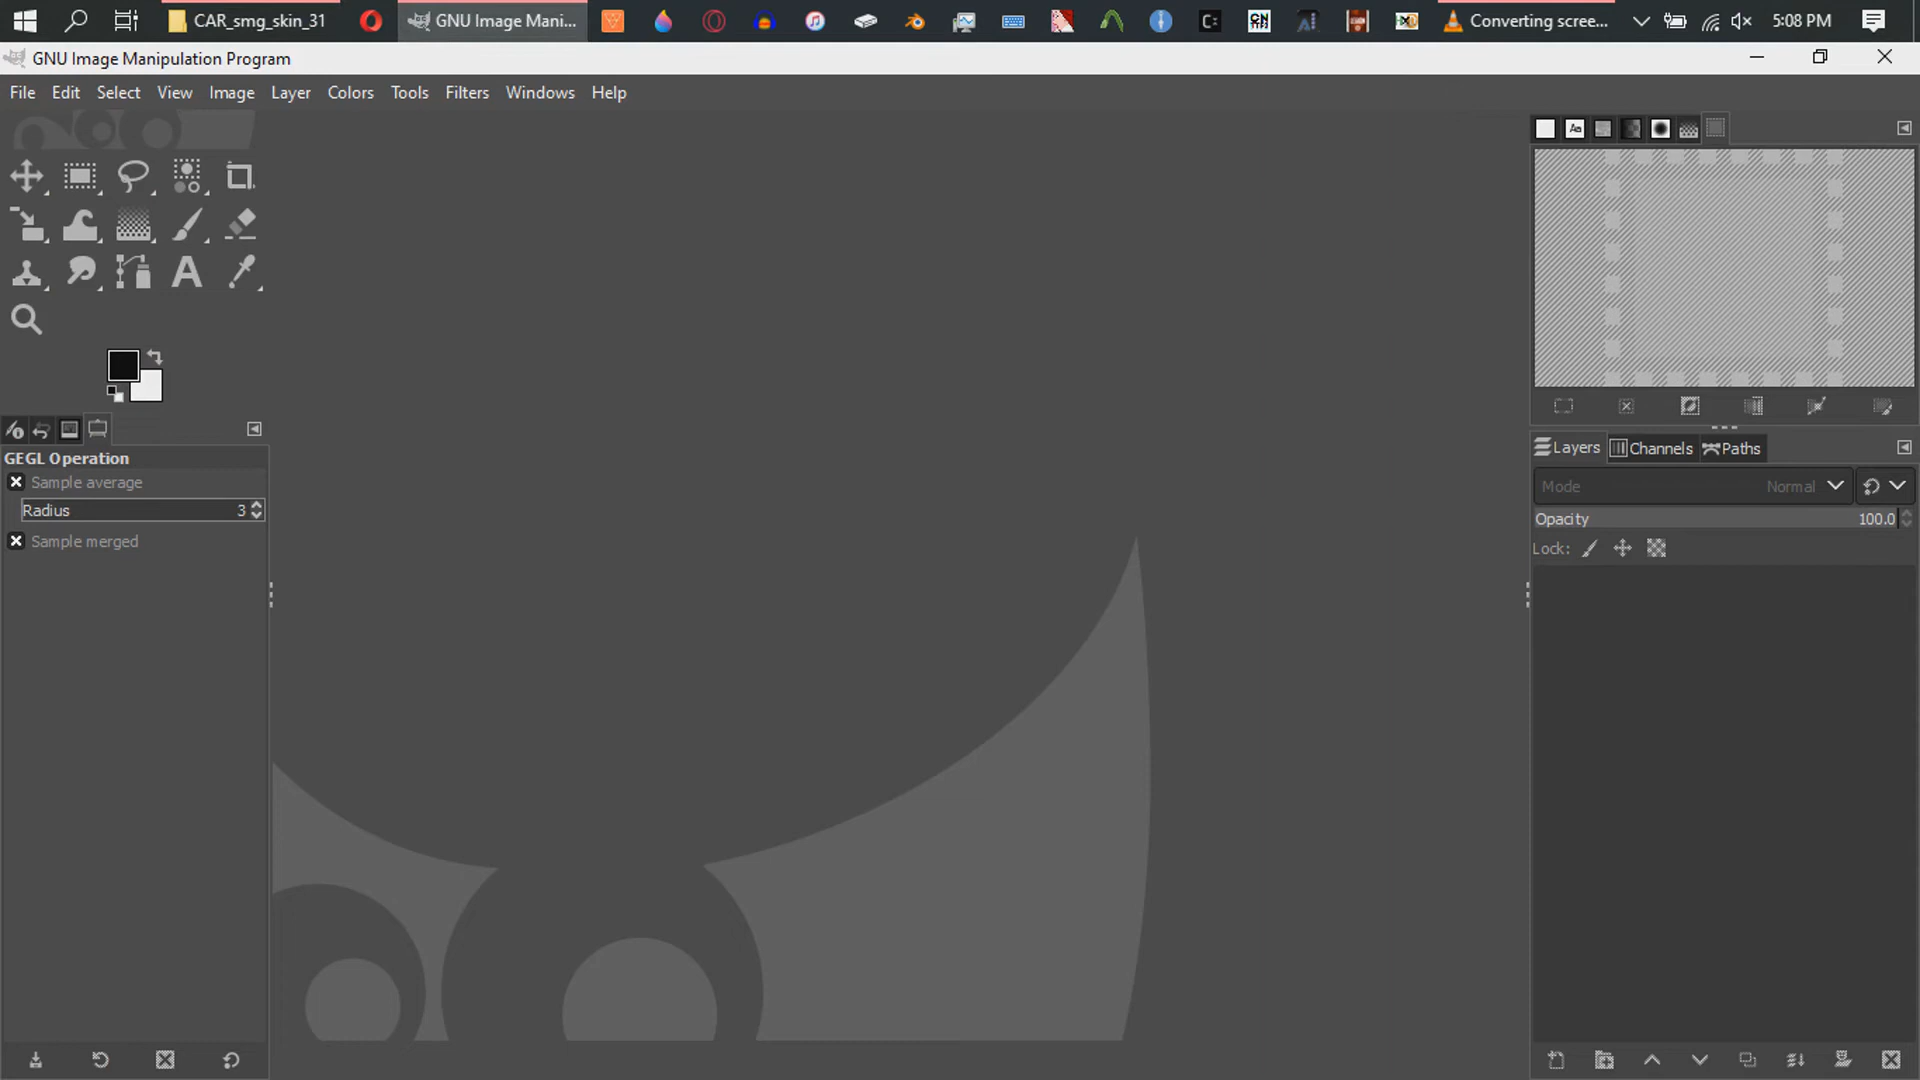 CAR_smg_skin_31
GNU Image Mani...
Converting scree...
5:08 PM
GNU Image Manipulation Program
File Edit Select View Image Layer Colors Tools Filters Windows Help
GEGL Operation
Sample average
Radius 3
Sample merged
Layers Channels Paths
Mode Normal
Opacity 100.0
Lock: